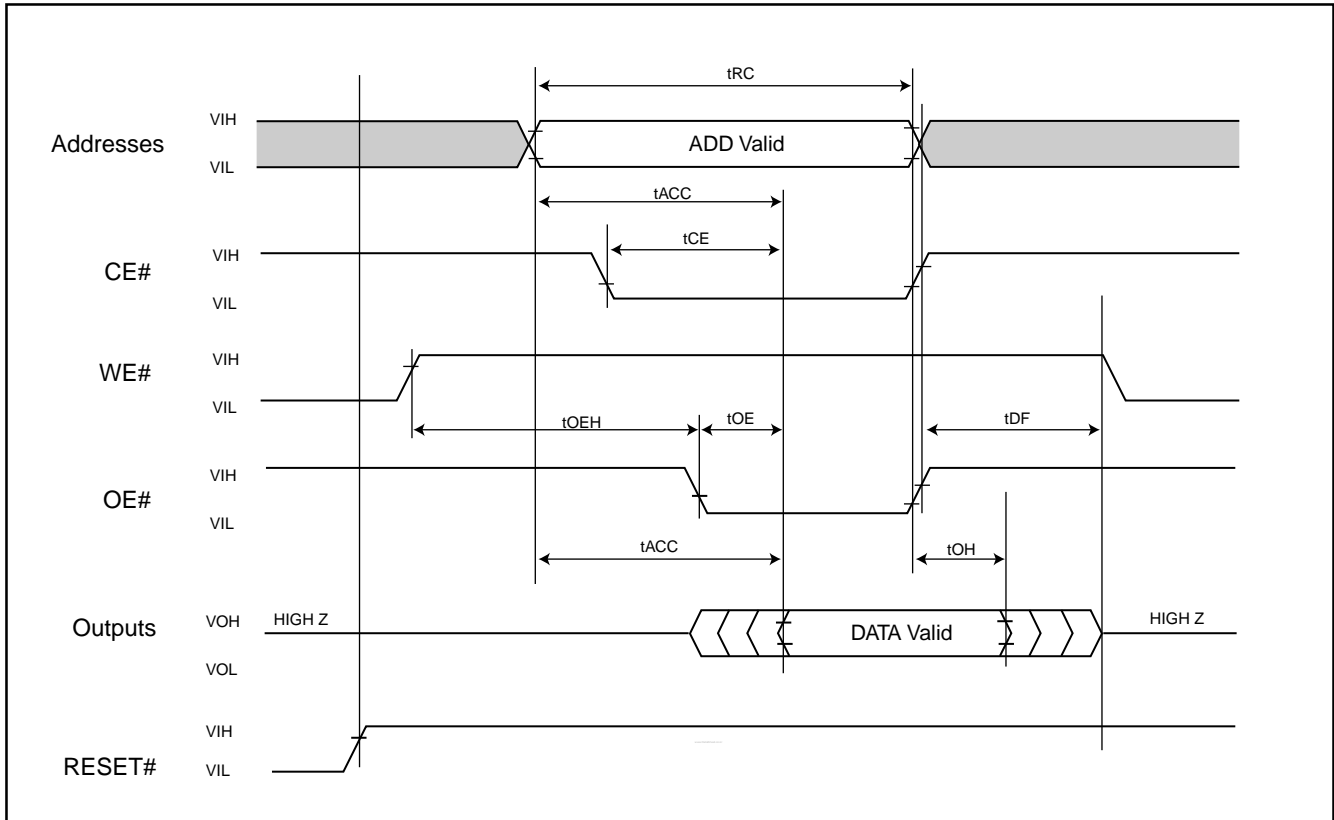 tRC
VIH
Addresses
ADD Valid
VIL
tACC
tCE
VIH
CE#
VIL
VIH
WE#
VIL
tOEH
tOE
tDF
VIH
OE#
VIL
tACC
tOH
Outputs
VOH
HIGH Z
DATA Valid
HIGH Z
VOL
VIH
RESET#
VIL